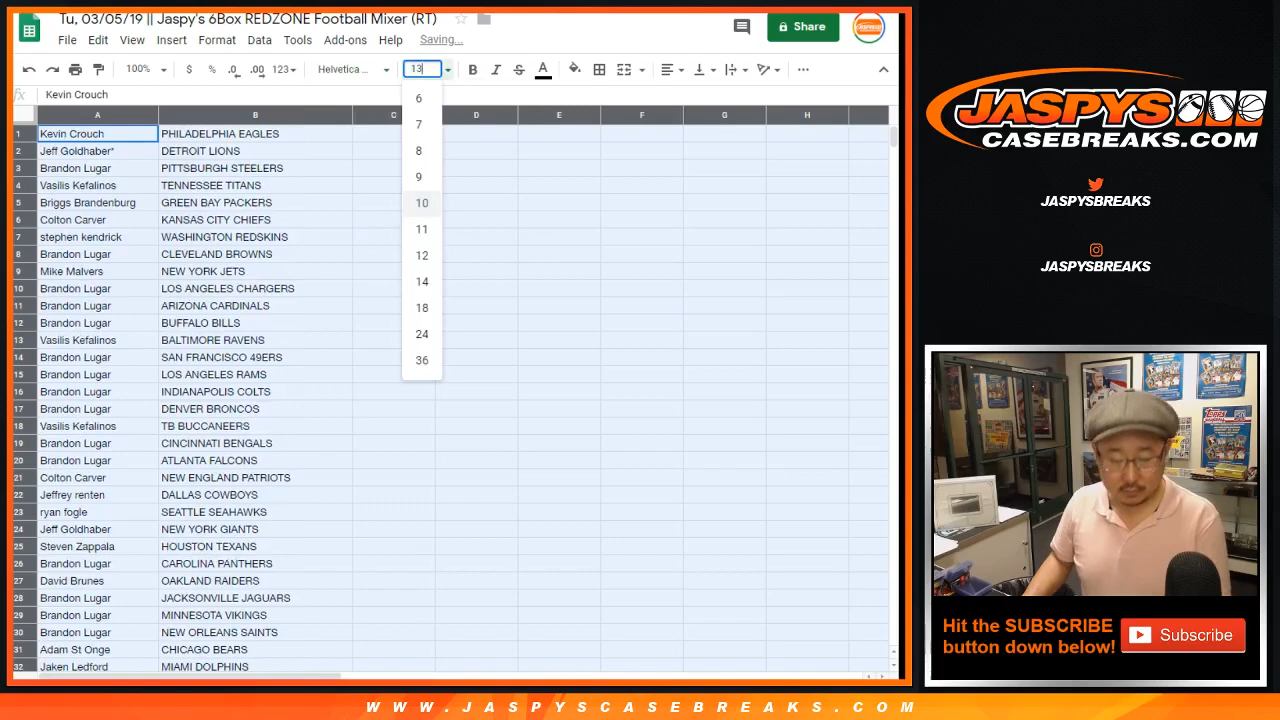 Tu, 03/05/19 || Jaspy's 6Box REDZONE Football Mixer (RT)
File Edit View Insert Format Data Tools Add-ons Help Saving...
Share
100% $ % .0 .00 123 Helvetica ... 13 B I S A
fx Kevin Crouch
A B C D E F G H
1 Kevin Crouch PHILADELPHIA EAGLES
2 Jeff Goldhaber* DETROIT LIONS
3 Brandon Lugar PITTSBURGH STEELERS
4 Vasilis Kefalinos TENNESSEE TITANS
5 Briggs Brandenburg GREEN BAY PACKERS
6 Colton Carver KANSAS CITY CHIEFS
7 stephen kendrick WASHINGTON REDSKINS
8 Brandon Lugar CLEVELAND BROWNS
9 Mike Malvers NEW YORK JETS
10 Brandon Lugar LOS ANGELES CHARGERS
11 Brandon Lugar ARIZONA CARDINALS
12 Brandon Lugar BUFFALO BILLS
13 Vasilis Kefalinos BALTIMORE RAVENS
14 Brandon Lugar SAN FRANCISCO 49ERS
15 Brandon Lugar LOS ANGELES RAMS
16 Brandon Lugar INDIANAPOLIS COLTS
17 Brandon Lugar DENVER BRONCOS
18 Vasilis Kefalinos TB BUCCANEERS
19 Brandon Lugar CINCINNATI BENGALS
20 Brandon Lugar ATLANTA FALCONS
21 Colton Carver NEW ENGLAND PATRIOTS
22 Jeffrey renten DALLAS COWBOYS
23 ryan fogle SEATTLE SEAHAWKS
24 Jeff Goldhaber NEW YORK GIANTS
25 Steven Zappala HOUSTON TEXANS
26 Brandon Lugar CAROLINA PANTHERS
27 David Brunes OAKLAND RAIDERS
28 Brandon Lugar JACKSONVILLE JAGUARS
29 Brandon Lugar MINNESOTA VIKINGS
30 Brandon Lugar NEW ORLEANS SAINTS
31 Adam St Onge CHICAGO BEARS
32 Jaken Ledford MIAMI DOLPHINS
6
7
8
9
10
11
12
14
18
24
36
JASPYS
CASEBREAKS.COM
JASPYSBREAKS
JASPYSBREAKS
Hit the SUBSCRIBE
button down below!
Subscribe
WWW.JASPYSCASEBREAKS.COM